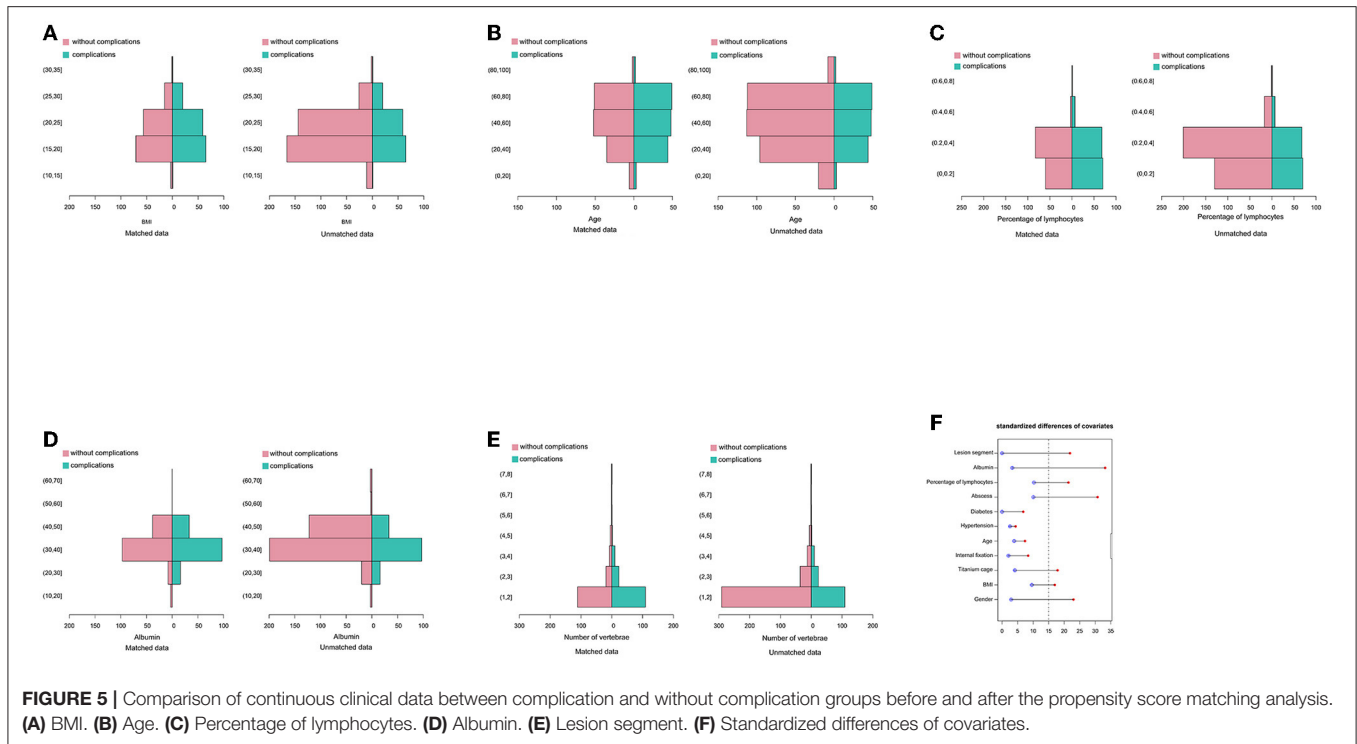 A
without complications
complications
(30,35]
(25,30]
(20,25]
(15,20]
(10,15]
200 150 100 50 0 50 100
BMI
Matched data
without complications
complications
(30,35]
(25,30]
(20,25]
(15,20]
(10,15]
200 150 100 50 0 50 100
BMI
Unmatched data
B
without complications
complications
(80,100]
(60,80]
(40,60]
(20,40]
(0,20]
150 100 50 0 50
Age
Matched data
without complications
complications
(80,100]
(60,80]
(40,60]
(20,40]
(0,20]
150 100 50 0 50
Age
Unmatched data
C
without complications
complications
(0.6,0.8]
(0.4,0.6]
(0.2,0.4]
(0,0.2]
250 200 150 100 50 0 50 100
Percentage of lymphocytes
Matched data
without complications
complications
(0.6,0.8]
(0.4,0.6]
(0.2,0.4]
(0,0.2]
250 200 150 100 50 0 50 100
Percentage of lymphocytes
Unmatched data
D
without complications
complications
(60,70]
(50,60]
(40,50]
(30,40]
(20,30]
(10,20]
200 150 100 50 0 50 100
Albumin
Matched data
without complications
complications
(60,70]
(50,60]
(40,50]
(30,40]
(20,30]
(10,20]
200 150 100 50 0 50 100
Albumin
Unmatched data
E
without complications
complications
(7,8]
(6,7]
(5,6]
(4,5]
(3,4]
(2,3]
(1,2]
300 200 100 0 100 200
Number of vertebrae
Matched data
without complications
complications
(7,8]
(6,7]
(5,6]
(4,5]
(3,4]
(2,3]
(1,2]
300 200 100 0 100 200
Number of vertebrae
Unmatched data
F
standardized differences of covariates
Lesion segment
Albumin
Percentage of lymphocytes
Abscess
Diabetes
Hypertension
Age
Internal fixation
Titanium cage
BMI
Gender
0 5 10 15 20 25 30 35
FIGURE 5 | Comparison of continuous clinical data between complication and without complication groups before and after the propensity score matching analysis.
(A) BMI. (B) Age. (C) Percentage of lymphocytes. (D) Albumin. (E) Lesion segment. (F) Standardized differences of covariates.